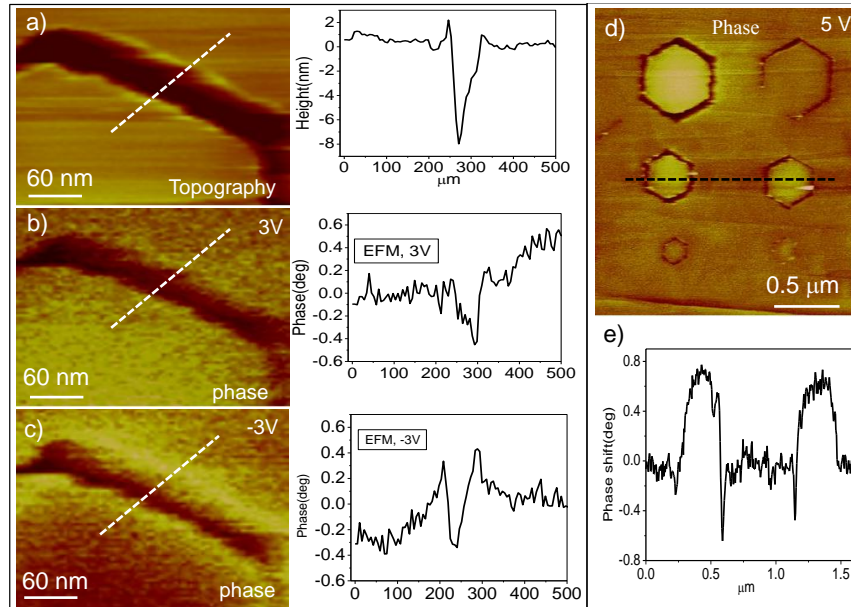 a)
60 nm
Topography
2
0
-2
-4
-6
-8
Height(nm)
0 100 200 300 400 500
μm
b)
3V
60 nm
phase
0.6
0.4
0.2
0.0
-0.2
-0.4
-0.6
Phase(deg)
EFM, 3V
0 100 200 300 400 500
c)
-3V
60 nm
phase
0.6
0.4
0.2
0.0
-0.2
-0.4
-0.6
Phase(deg)
EFM, -3V
0 100 200 300 400 500
d)
Phase
5 V
0.5 μm
e)
0.8
0.4
0.0
-0.4
-0.8
Phase shift(deg)
0.0 0.5 1.0 1.5
μm